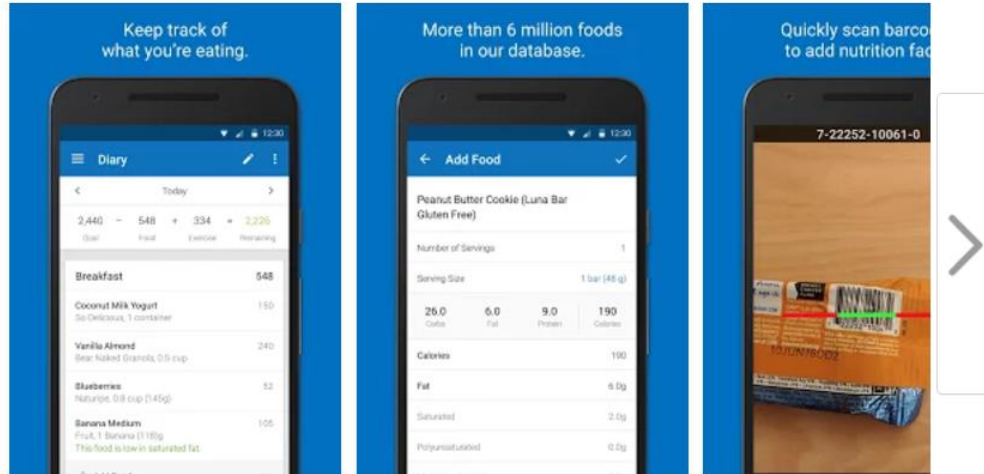 Keep track of
what you're eating.
12:30
Diary
Today
2,440 - 548 + 334 = 2,226
Goal Food Exercise Remaining
Breakfast 548
Coconut Milk Yogurt 150
So Delicious, 1 container
Vanilla Almond 240
Bear Naked Granola, 0.5 cup
Blueberries 82
Naturipe, 0.8 cup (145g)
Banana Medium 105
Fruit, 1 Banana (118)g
This food is low in saturated fat.
More than 6 million foods
in our database.
12:30
Add Food
Peanut Butter Cookie (Luna Bar
Gluten Free)
Number of Servings 1
Serving Size 1 bar (48 g)
26.0 6.0 9.0 190
Carbs Fat Protein Calories
Calories 190
Fat 6.0g
Saturated 2.0g
Polyunsaturated 0.0g
Quickly scan barco
to add nutrition fac
7-22252-10061-0
10JUN18OD2